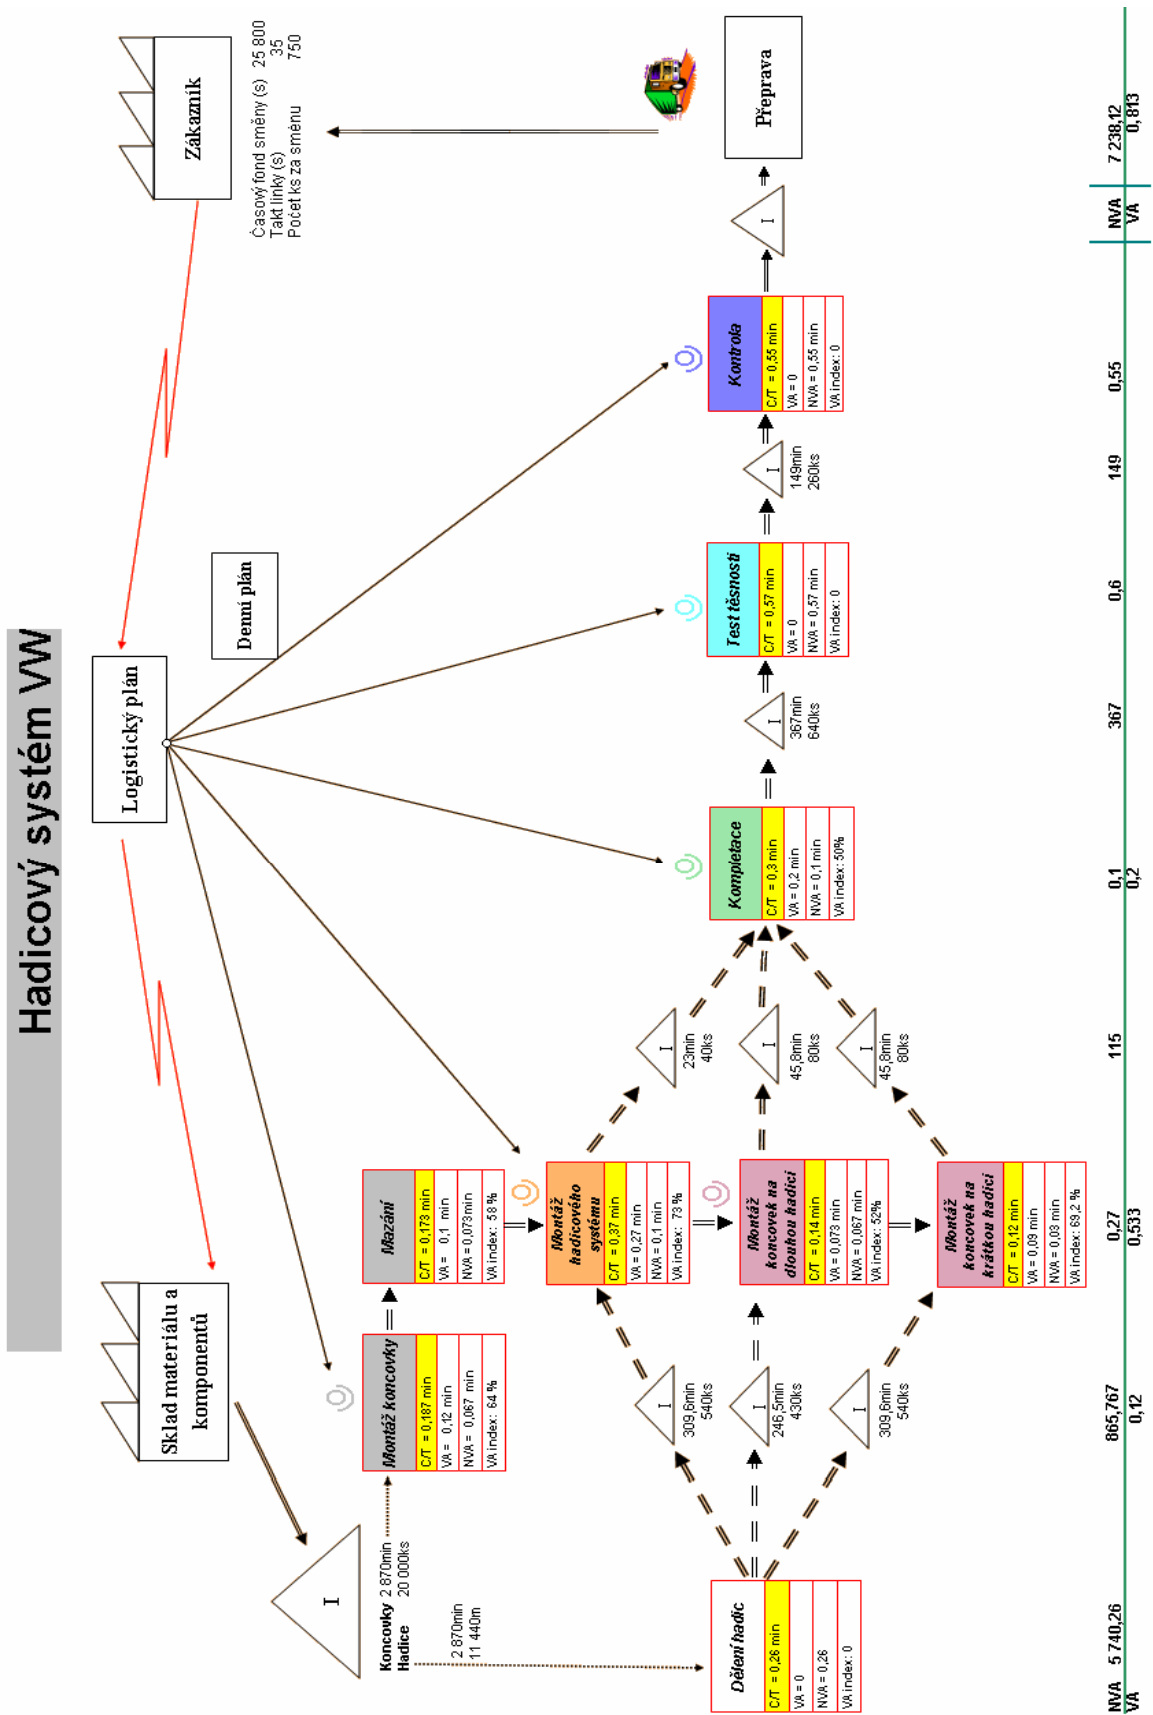 Hadicový systém VW
Sklad materiálu a
komponentů
Logistický plán
Denní plán
Zákazník
Časový fond směny (s) 25 800
Takt linky (s) 35
Počet ks za směnu 750
I
Koncovky 2 870min
Hadice 20 000ks
2 870min
11 440m
Montáž koncovky
C/T = 0,187 min
VA = 0,12 min
NVA = 0,067 min
VA index: 64 %
Mazání
C/T = 0,173 min
VA = 0,1 min
NVA = 0,073min
VA index: 58 %
Dělení hadic
C/T = 0,26 min
VA = 0
NVA = 0,26
VA index: 0
I
309,6min
540ks
I
246,5min
430ks
I
309,6min
540ks
Montáž
hadicového
systému
C/T = 0,37 min
VA = 0,27 min
NVA = 0,1 min
VA index: 73 %
Montáž
koncovek na
dlouhou hadici
C/T = 0,14 min
VA = 0,073 min
NVA = 0,067 min
VA index: 52%
Montáž
koncovek na
krátkou hadici
C/T = 0,12 min
VA = 0,09 min
NVA = 0,03 min
VA index: 69,2 %
I
23min
40ks
I
45,8min
80ks
I
45,8min
80ks
Kompletace
C/T = 0,3 min
VA = 0,2 min
NVA = 0,1 min
VA index: 50%
I
367min
640ks
Test těsnosti
C/T = 0,57 min
VA = 0
NVA = 0,57 min
VA index: 0
I
149min
260ks
Kontrola
C/T = 0,55 min
VA = 0
NVA = 0,55 min
VA index: 0
I
Přeprava
NVA 5 740,26 865,767 0,27 115 0,1 367 0,6 149 0,55 NVA 7 238,12
VA 0,12 0,533 0,2 VA 0,813